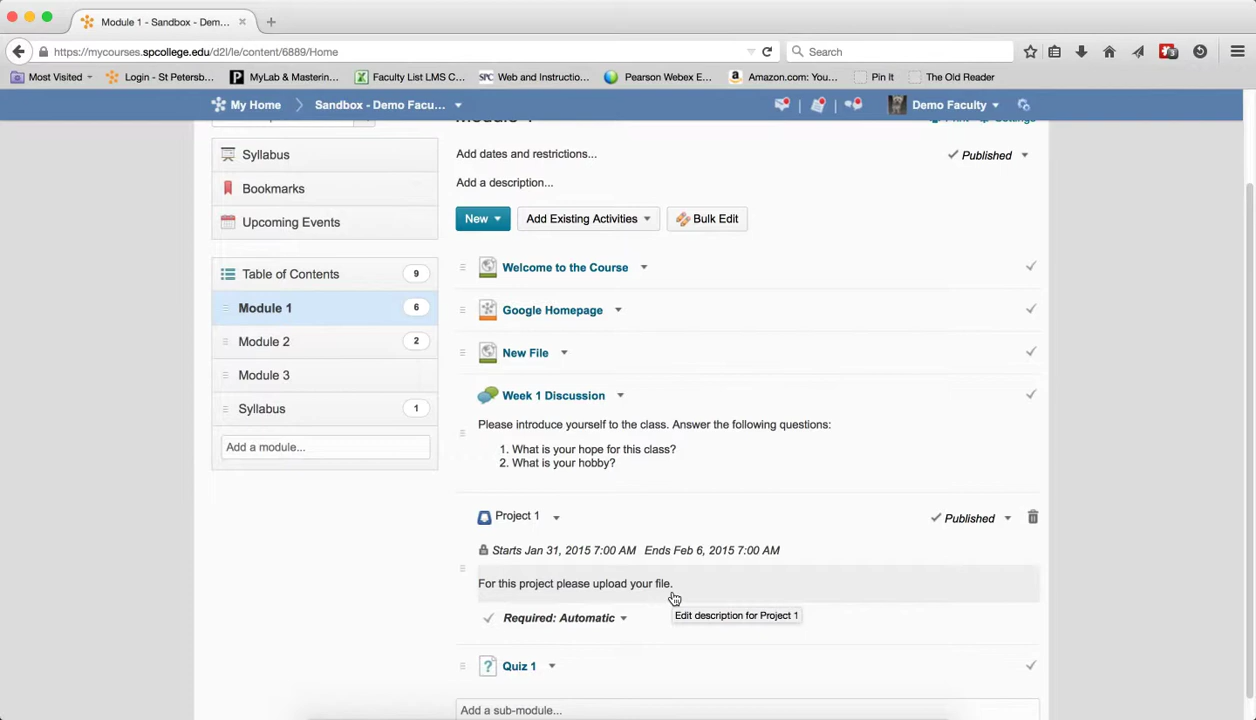 Module 1 - Sandbox - Dem...
https://mycourses.spcollege.edu/d2l/le/content/6889/Home
Search
Most Visited
Login - St Petersb...
MyLab & Mastering...
Faculty List LMS C...
SPC Web and Instructio...
Pearson Webex E...
Amazon.com: You...
Pin It
The Old Reader
My Home
Sandbox - Demo Facu...
Demo Faculty
Module 1
Print
Settings
Syllabus
Bookmarks
Upcoming Events
Table of Contents 9
Module 1 6
Module 2 2
Module 3
Syllabus 1
Add a module...
Add dates and restrictions...
Published
Add a description...
New
Add Existing Activities
Bulk Edit
Welcome to the Course
Google Homepage
New File
Week 1 Discussion
Please introduce yourself to the class. Answer the following questions:
1. What is your hope for this class?
2. What is your hobby?
Project 1
Published
Starts Jan 31, 2015 7:00 AM Ends Feb 6, 2015 7:00 AM
For this project please upload your file.
Edit description for Project 1
Required: Automatic
Quiz 1
Add a sub-module...